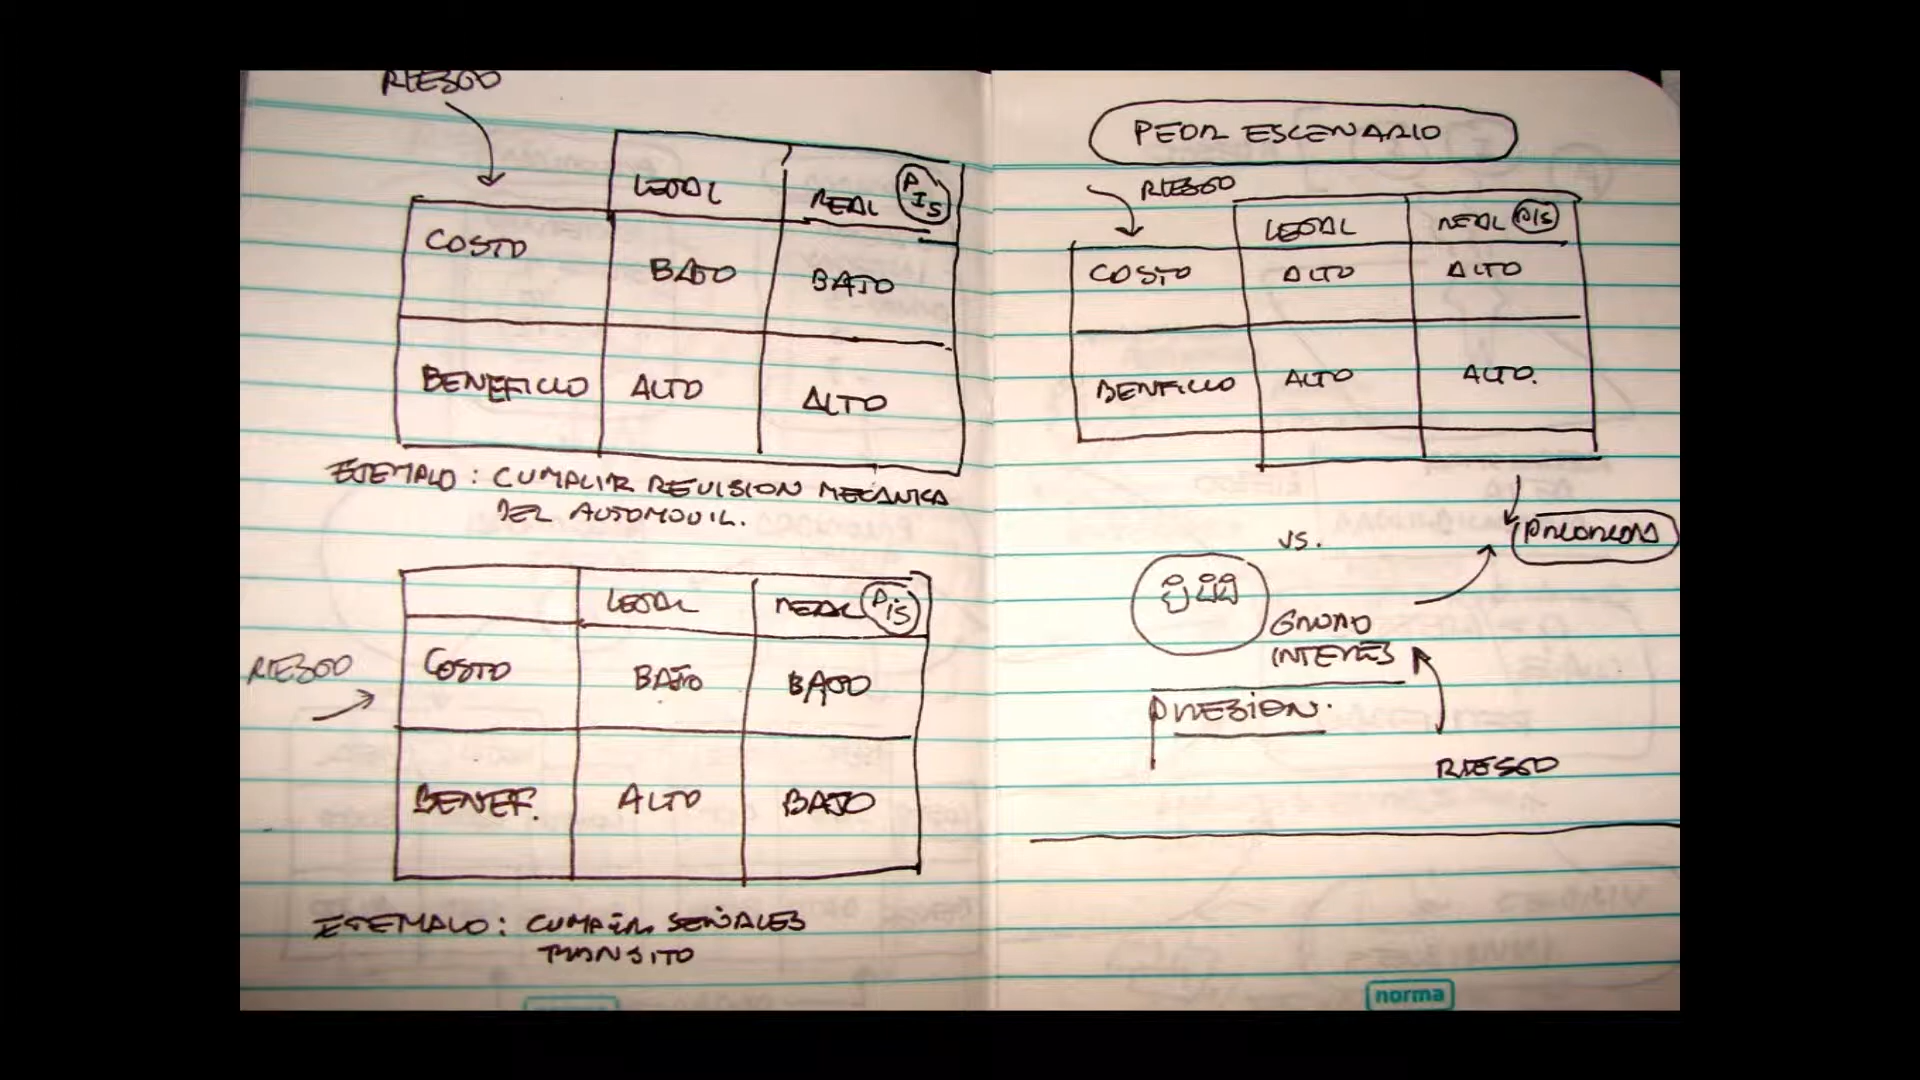 RIESGO
LEGAL REAL P IS
COSTO BAJO BAJO
BENEFICIO ALTO ALTO
EJEMPLO: CUMPLIR REVISION MECANICA
DEL AUTOMOVIL.
LEGAL REAL P is
RIESGO
COSTO BAJO BAJO
BENEF. ALTO BAJO
EJEMPLO: CUMPLIR SEÑALES
TRANSITO
PEOR ESCENARIO
RIESGO
LEGAL REAL P/S
COSTO ALTO ALTO
BENFICIO ALTO ALTO.
vs.
GRUPO
INTERES
PRESION.
RIESGO
norma